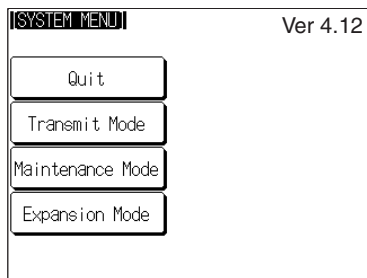 [SYSTEM MENU]
Ver 4.12
Quit
Transmit Mode
Maintenance Mode
Expansion Mode